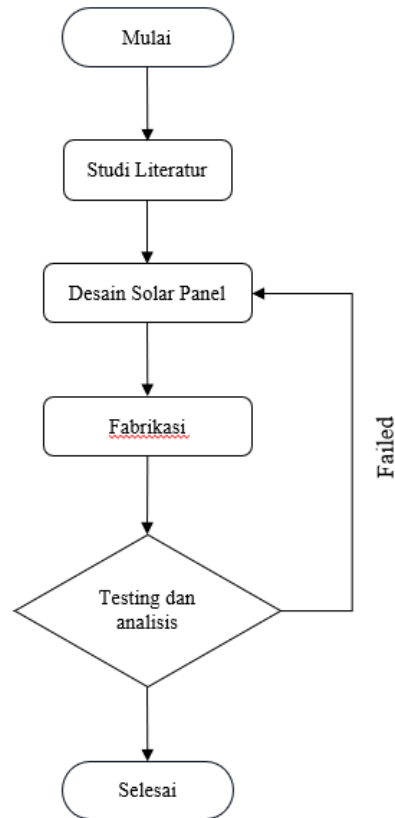 Mulai
Studi Literatur
Desain Solar Panel
Fabrikasi
Failed
Testing dan
analisis
Selesai